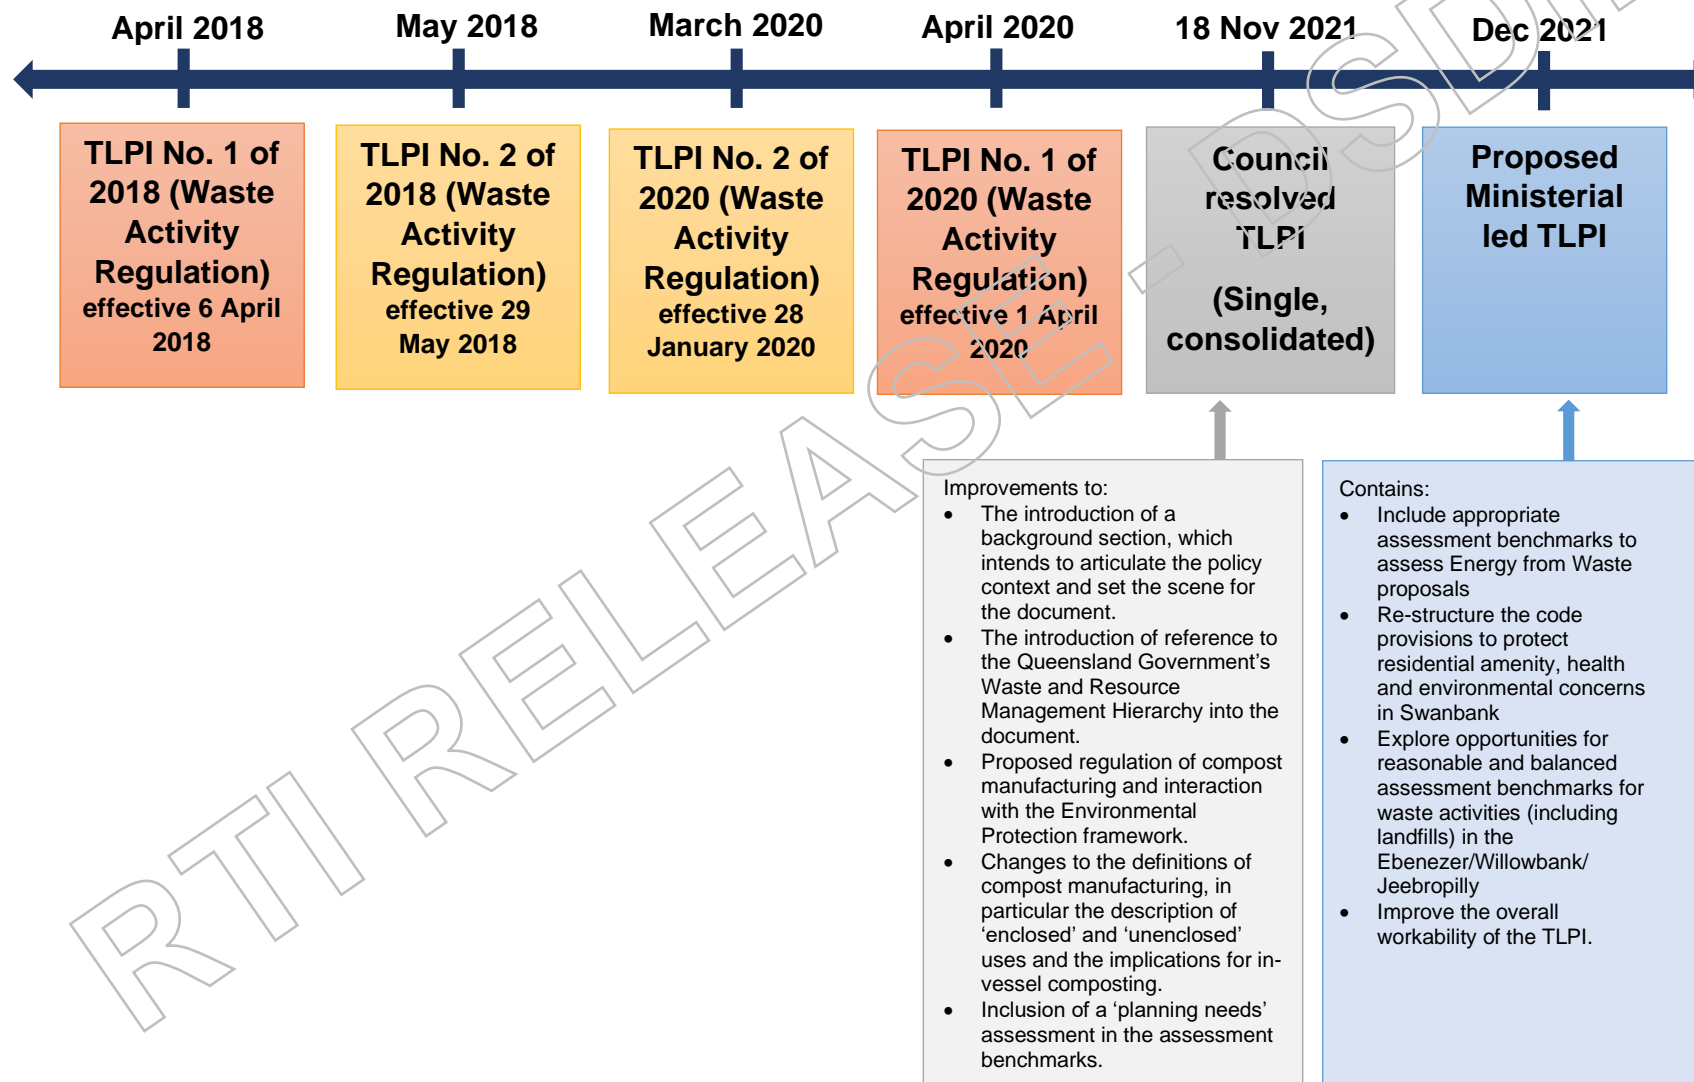 April 2018
May 2018
March 2020
April 2020
18 Nov 2021
Dec 2021
TLPI No. 1 of
2018 (Waste
Activity
Regulation)
effective 6 April
2018
TLPI No. 2 of
2018 (Waste
Activity
Regulation)
effective 29
May 2018
TLPI No. 2 of
2020 (Waste
Activity
Regulation)
effective 28
January 2020
TLPI No. 1 of
2020 (Waste
Activity
Regulation)
effective 1 April
2020
Council
resolved
TLPI
(Single,
consolidated)
Proposed
Ministerial
led TLPI
Improvements to:
• The introduction of a
background section, which
intends to articulate the policy
context and set the scene for
the document.
• The introduction of reference to
the Queensland Government's
Waste and Resource
Management Hierarchy into the
document.
• Proposed regulation of compost
manufacturing and interaction
with the Environmental
Protection framework.
• Changes to the definitions of
compost manufacturing, in
particular the description of
'enclosed' and 'unenclosed'
uses and the implications for in-
vessel composting.
• Inclusion of a 'planning needs'
assessment in the assessment
benchmarks.
Contains:
• Include appropriate
assessment benchmarks to
assess Energy from Waste
proposals
• Re-structure the code
provisions to protect
residential amenity, health
and environmental concerns
in Swanbank
• Explore opportunities for
reasonable and balanced
assessment benchmarks for
waste activities (including
landfills) in the
Ebenezer/Willowbank/
Jeebropilly
• Improve the overall
workability of the TLPI.
RTI RELEASE -